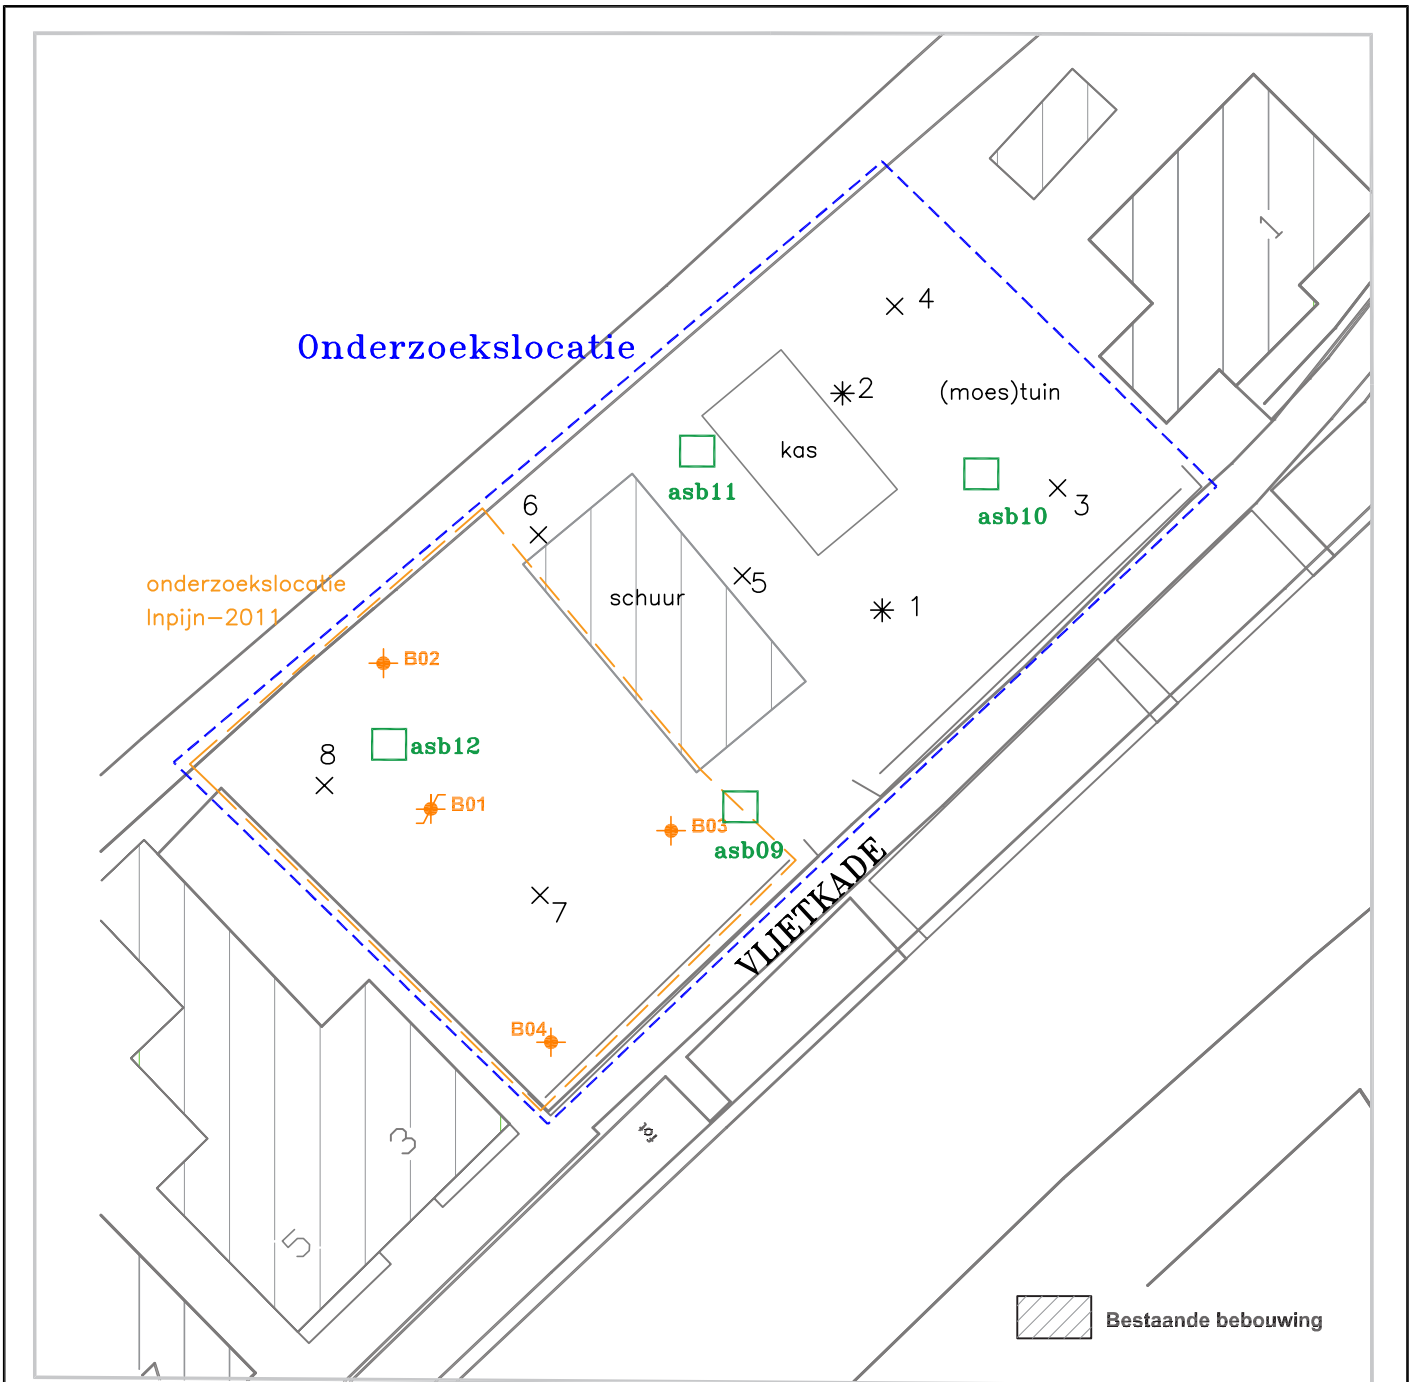 1
4
Onderzoekslocatie
2
(moes)tuin
kas
asb11
6
3
asb10
5
onderzoekslocatie
Inpijn-2011
schuur
1
B02
8
asb12
B01
B03
asb09
VLIETKADE
7
B04
3
5
Bestaande bebouwing